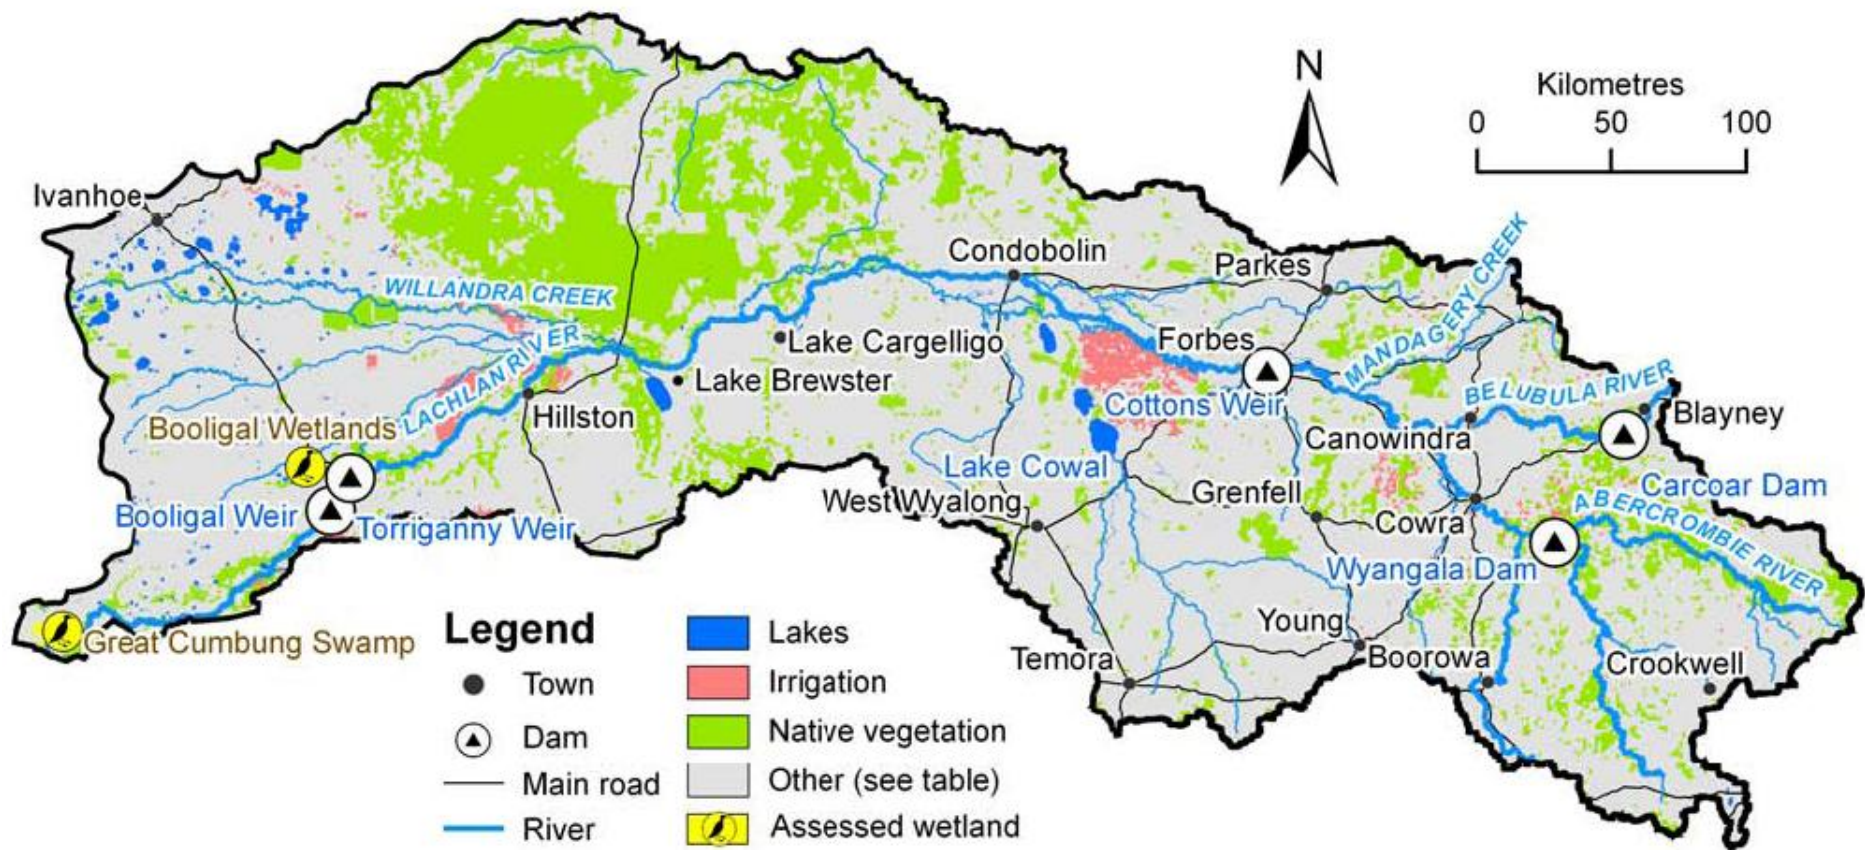 N
Kilometres
0 50 100
Ivanhoe
WILLANDRA CREEK
Condobolin
Parkes
MANDAGERY CREEK
LACHLAN RIVER
Lake Cargelligo
Forbes
Lake Brewster
BELUBULA RIVER
Hillston
Cottons Weir
Blayney
Booligal Wetlands
Canowindra
Lake Cowal
Carcoar Dam
West Wyalong
Grenfell
ABERCROMBIE RIVER
Booligal Weir
Torriganny Weir
Cowra
Wyangala Dam
Great Cumbung Swamp
Young
Temora
Boorowa
Crookwell
Legend
Town
Dam
Main road
River
Lakes
Irrigation
Native vegetation
Other (see table)
Assessed wetland